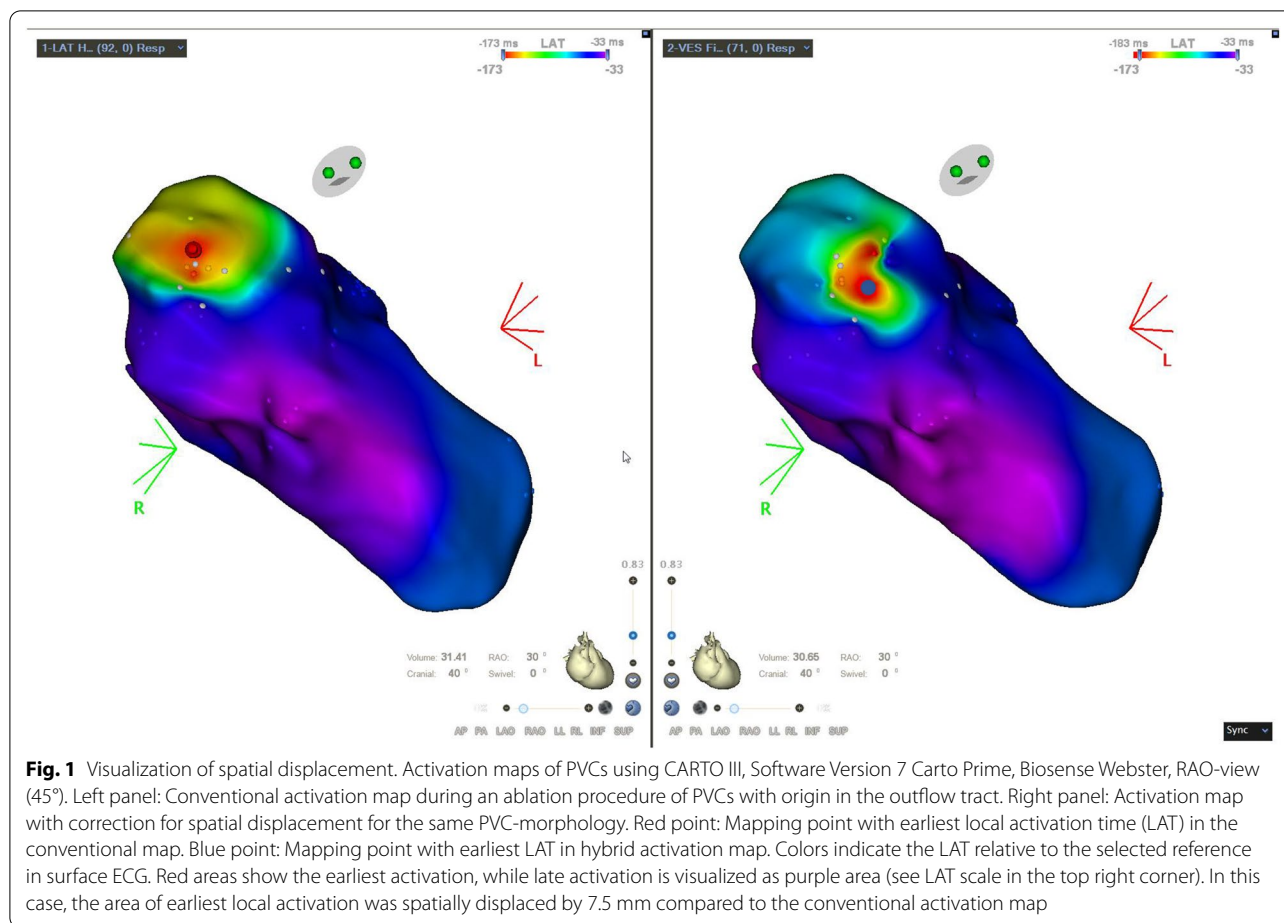 1-LAT H.. (92, 0) Resp
-173 ms LAT -33 ms
-173 -33
2-VES Fi.. (71, 0) Resp
-183 ms LAT -33 ms
-173 -33
L
R
L
R
0.83
Volume: 31.41 RAO: 30 °
Cranial: 40 ° Swivel: 0 °
AP PA LAO RAO LL RL INF SUP
0.83
Volume: 30.65 RAO: 30 °
Cranial: 40 ° Swivel: 0 °
AP PA LAO RAO LL RL INF SUP
Sync
Fig. 1 Visualization of spatial displacement. Activation maps of PVCs using CARTO III, Software Version 7 Carto Prime, Biosense Webster, RAO-view
(45°). Left panel: Conventional activation map during an ablation procedure of PVCs with origin in the outflow tract. Right panel: Activation map
with correction for spatial displacement for the same PVC-morphology. Red point: Mapping point with earliest local activation time (LAT) in the
conventional map. Blue point: Mapping point with earliest LAT in hybrid activation map. Colors indicate the LAT relative to the selected reference
in surface ECG. Red areas show the earliest activation, while late activation is visualized as purple area (see LAT scale in the top right corner). In this
case, the area of earliest local activation was spatially displaced by 7.5 mm compared to the conventional activation map